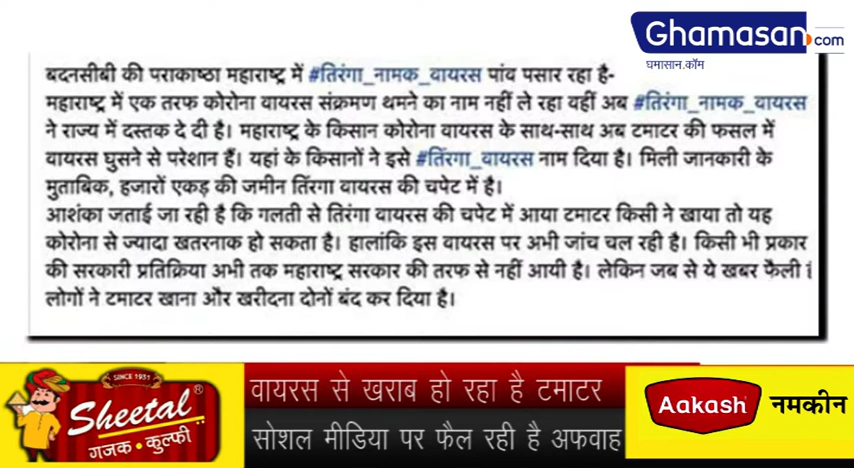 Ghamasan.com
घमासान.कॉम
बदनसीबी की पराकाष्ठा महाराष्ट्र में #तिरंगा_नामक_वायरस पांव पसार रहा है-
महाराष्ट्र में एक तरफ कोरोना वायरस संक्रमण थमने का नाम नहीं ले रहा वहीं अब #तिरंगा_नामक_वायरस
ने राज्य में दस्तक दे दी है। महाराष्ट्र के किसान कोरोना वायरस के साथ-साथ अब टमाटर की फसल में
वायरस घुसने से परेशान हैं। यहां के किसानों ने इसे #तिंरगा_वायरस नाम दिया है। मिली जानकारी के
मुताबिक, हजारों एकड़ की जमीन तिंरगा वायरस की चपेट में है।
आशंका जताई जा रही है कि गलती से तिरंगा वायरस की चपेट में आया टमाटर किसी ने खाया तो यह
कोरोना से ज्यादा खतरनाक हो सकता है। हालांकि इस वायरस पर अभी जांच चल रही है। किसी भी प्रकार
की सरकारी प्रतिक्रिया अभी तक महाराष्ट्र सरकार की तरफ से नहीं आयी है। लेकिन जब से ये खबर फैली
लोगों ने टमाटर खाना और खरीदना दोनों बंद कर दिया है।
SINCE 1931
Sheetal®
गजक • कुल्फी
वायरस से खराब हो रहा है टमाटर
सोशल मीडिया पर फैल रही है अफवाह
Aakash
नमकीन